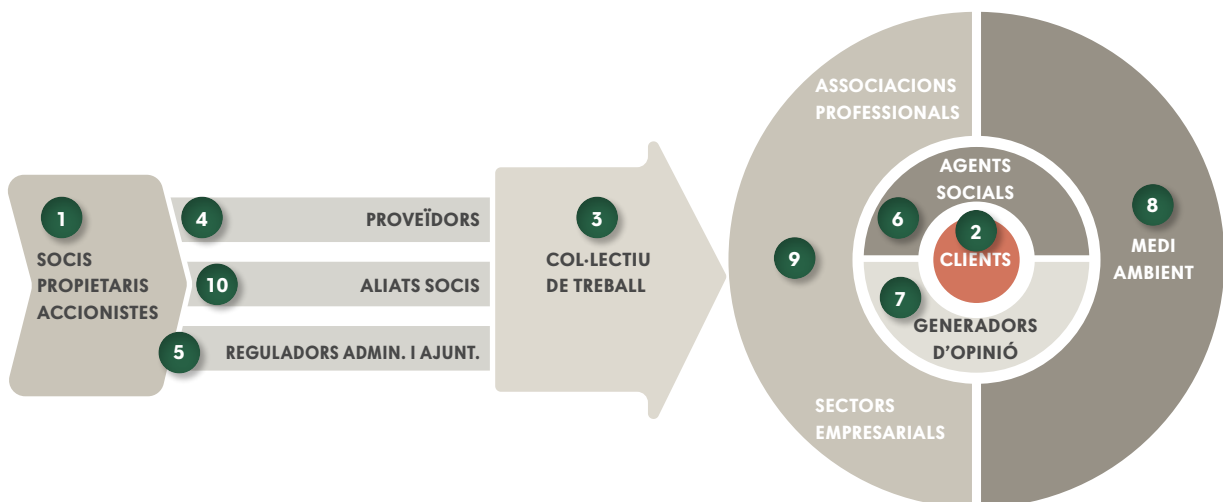 1
SOCIS
PROPIETARIS
ACCIONISTES
4
PROVEÏDORS
10
ALIATS SOCIS
5
REGULADORS ADMIN. I AJUNT.
3
COL·LECTIU
DE TREBALL
ASSOCIACIONS
PROFESSIONALS
9
SECTORS
EMPRESARIALS
AGENTS
SOCIALS
6
2
CLIENTS
7
GENERADORS
D'OPINIÓ
8
MEDI
AMBIENT